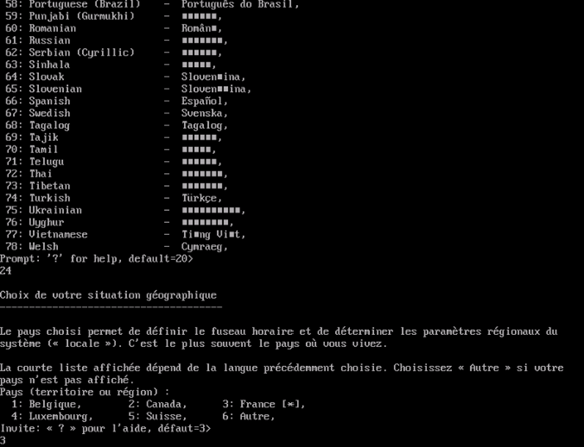 58: Portuguese (Brazil) - Português do Brasil,
59: Punjabi (Gurmukhi) - ■■■■■■,
60: Romanian - Român■,
61: Russian - ■■■■■■■,
62: Serbian (Cyrillic) - ■■■■■■,
63: Sinhala - ■■■■■,
64: Slovak - Sloven■ina,
65: Slovenian - Sloven■■ina,
66: Spanish - Español,
67: Swedish - Svenska,
68: Tagalog - Tagalog,
69: Tajik - ■■■■■■,
70: Tamil - ■■■■■,
71: Telugu - ■■■■■■,
72: Thai - ■■■■■■■,
73: Tibetan - ■■■■■■■,
74: Turkish - Türkçe,
75: Ukrainian - ■■■■■■■■■■,
76: Uyghur - ■■■■■■■■,
77: Vietnamese - Ti■ng Vi■t,
78: Welsh - Cymraeg,
Prompt: '?' for help, default=20>
24
Choix de votre situation géographique
-------------------------------------
Le pays choisi permet de définir le fuseau horaire et de déterminer les paramètres régionaux du
système (« locale »). C'est le plus souvent le pays où vous vivez.
La courte liste affichée dépend de la langue précédemment choisie. Choisissez « Autre » si votre
pays n'est pas affiché.
Pays (territoire ou région) :
1: Belgique, 2: Canada, 3: France [*],
4: Luxembourg, 5: Suisse, 6: Autre,
Invite: « ? » pour l'aide, défaut=3>
3